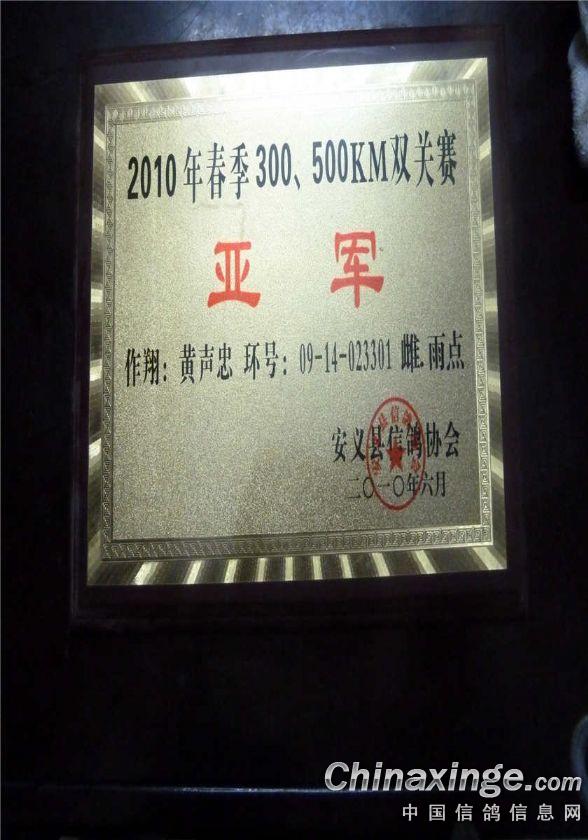 2010年春季300、500KM双关赛
亚军
作翔：黄声忠 环号：09-14-023301 雌.雨点
安义县信鸽协会
二〇一〇年六月
Chinaxinge.com
中国信鸽信息网